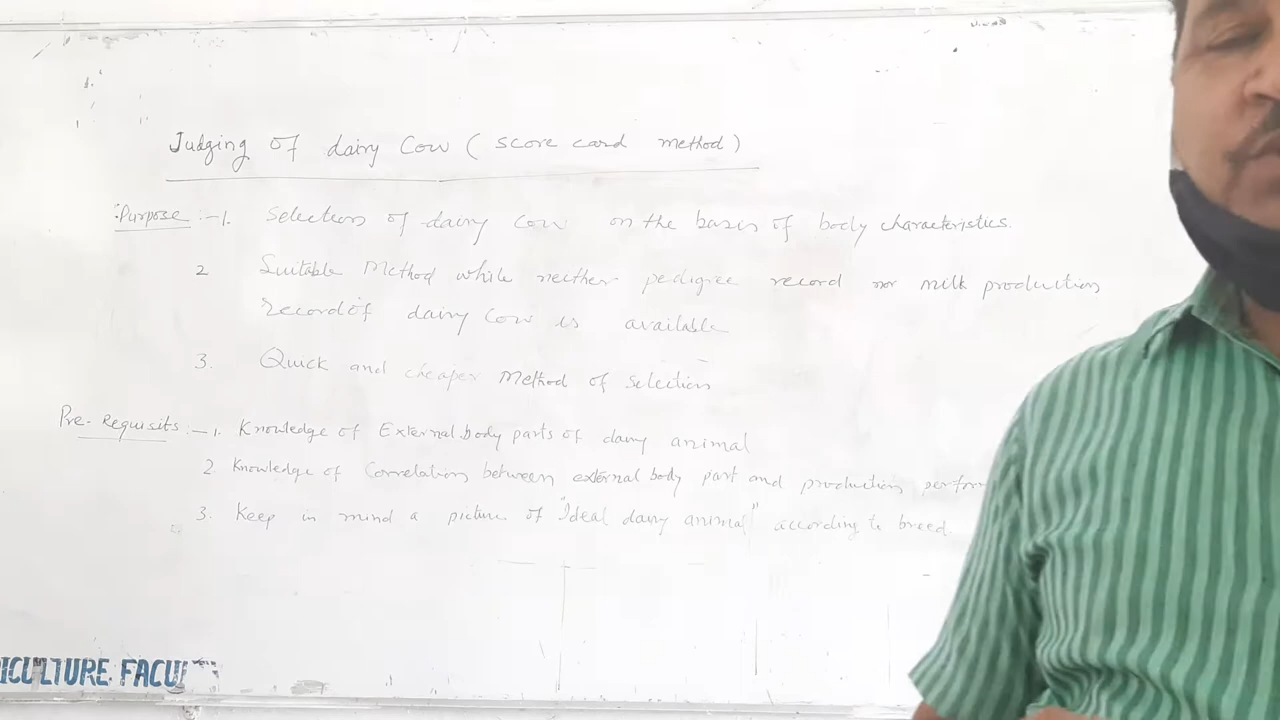 Judging of dairy Cow ( score card method )
Purpose :- 1. Selection of dairy Cow on the basis of body characteristics.
2 Suitable Method while neither pedigree record nor milk production
record of dairy Cow is available
3. Quick and cheaper Method of selection
Pre-Requisits :- 1. Knowledge of External body parts of dairy animal
2. Knowledge of Correlation between external body part and production perform
3. Keep in mind a picture of "Ideal dairy animal" according to breed.
ICULTURE FACU